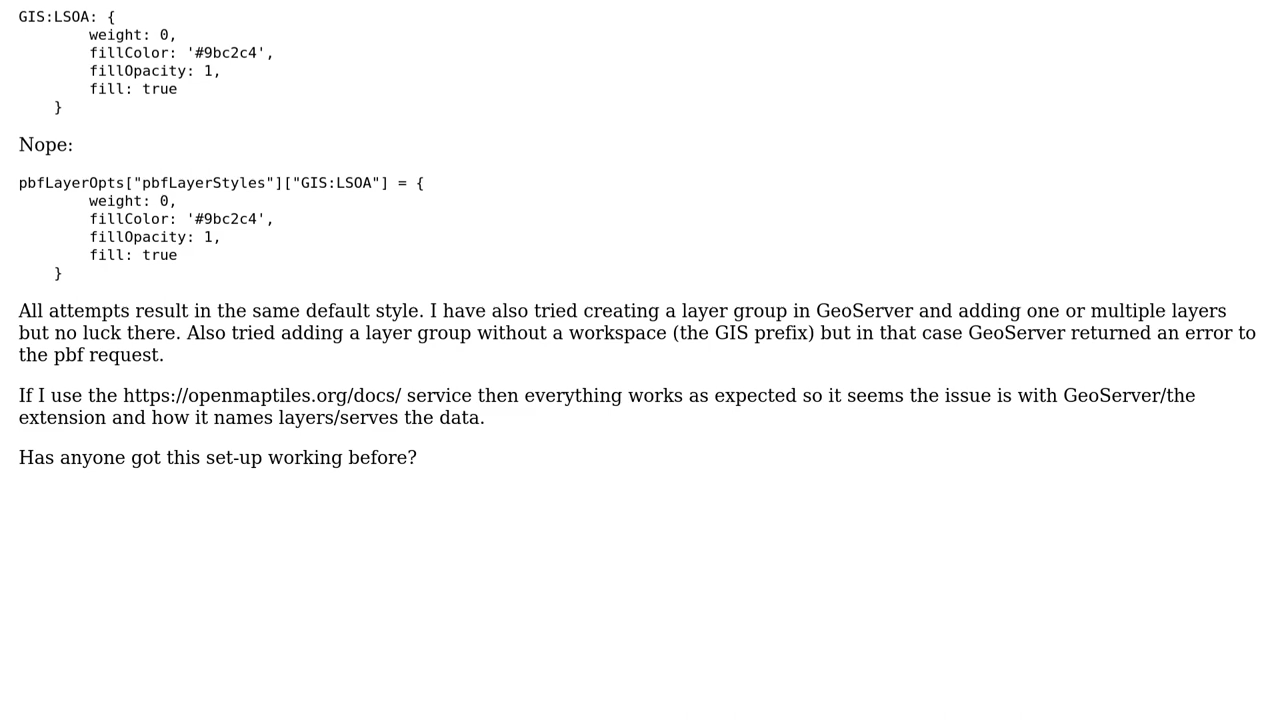 GIS:LSOA: {
        weight: 0,
        fillColor: '#9bc2c4',
        fillOpacity: 1,
        fill: true
    }
Nope:
pbfLayerOpts["pbfLayerStyles"]["GIS:LSOA"] = {
        weight: 0,
        fillColor: '#9bc2c4',
        fillOpacity: 1,
        fill: true
    }
All attempts result in the same default style. I have also tried creating a layer group in GeoServer and adding one or multiple layers
but no luck there. Also tried adding a layer group without a workspace (the GIS prefix) but in that case GeoServer returned an error to
the pbf request.
If I use the https://openmaptiles.org/docs/ service then everything works as expected so it seems the issue is with GeoServer/the
extension and how it names layers/serves the data.
Has anyone got this set-up working before?